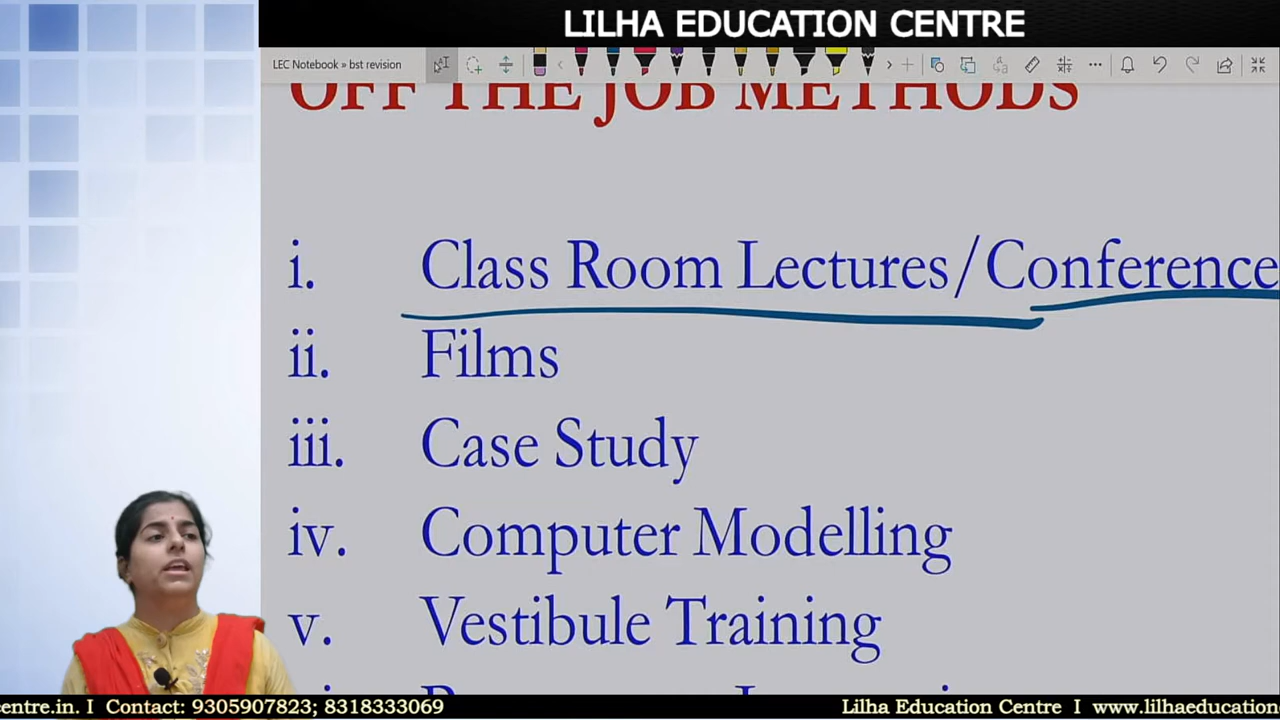 LILHA EDUCATION CENTRE
LEC Notebook » bst revision
OFF THE JOB METHODS
i. Class Room Lectures/Conference
ii. Films
iii. Case Study
iv. Computer Modelling
v. Vestibule Training
centre.in. I Contact: 9305907823; 8318333069 Lilha Education Centre I www.lilhaeducation